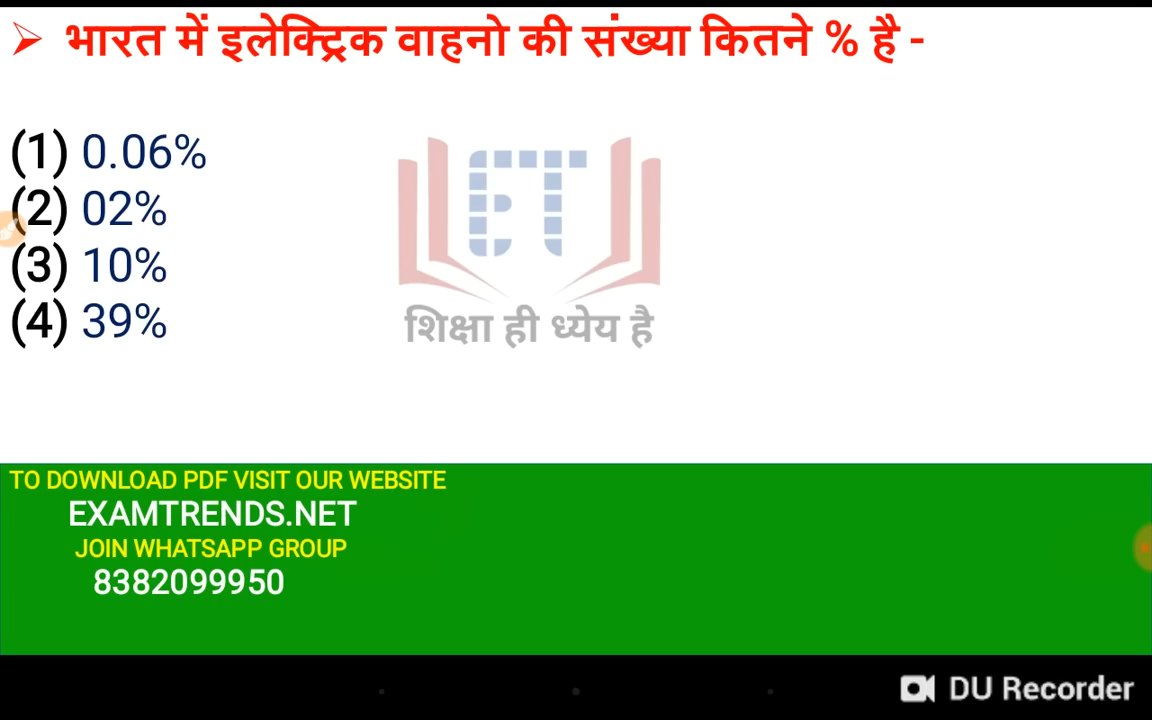 ➢ भारत में इलेक्ट्रिक वाहनो की संख्या कितने % है -
(1) 0.06%
(2) 02%
(3) 10%
(4) 39%
ET
शिक्षा ही ध्येय है
TO DOWNLOAD PDF VISIT OUR WEBSITE
EXAMTRENDS.NET
JOIN WHATSAPP GROUP
8382099950
DU Recorder